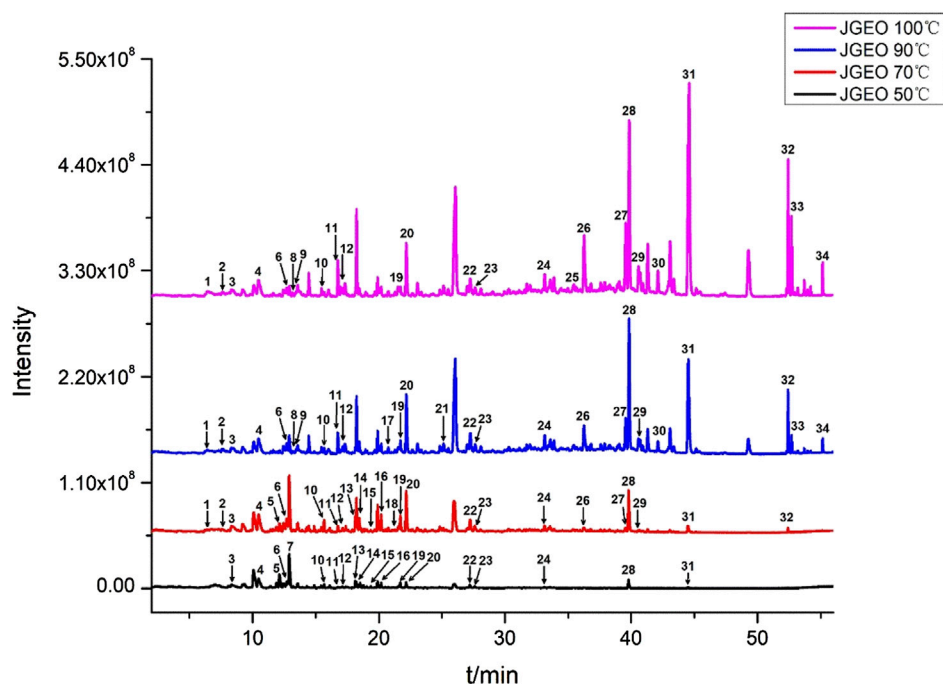 JGEO 100℃
JGEO 90℃
JGEO 70℃
JGEO 50℃
5.50x10⁸
4.40x10⁸
3.30x10⁸
2.20x10⁸
1.10x10⁸
0.00
Intensity
1 2 3 4 6 8 9 10 11 12 19 20 22 23 24 25 26 27 28 29 30 31 32 33 34
1 2 3 4 6 8 9 10 11 12 17 19 20 21 22 23 24 26 27 28 29 30 31 32 33 34
1 2 3 4 5 6 10 11 12 13 14 15 16 18 19 20 22 23 24 26 27 28 29 31 32
3 4 5 6 7 10 11 12 13 14 15 16 19 20 22 23 24 28 31
10 20 30 40 50
t/min